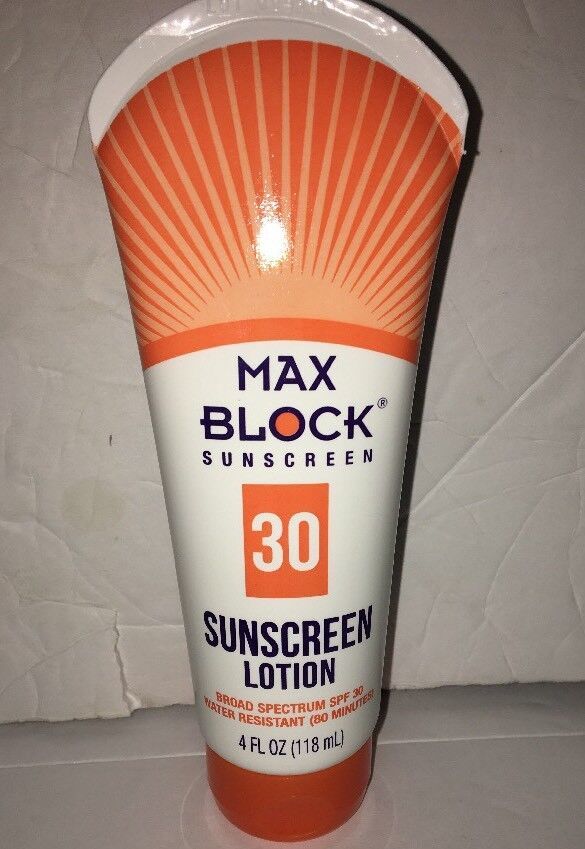 MAX
BLOCK®
SUNSCREEN
30
SUNSCREEN
LOTION
BROAD SPECTRUM SPF 30
WATER RESISTANT (80 MINUTES)
4 FL OZ (118 mL)